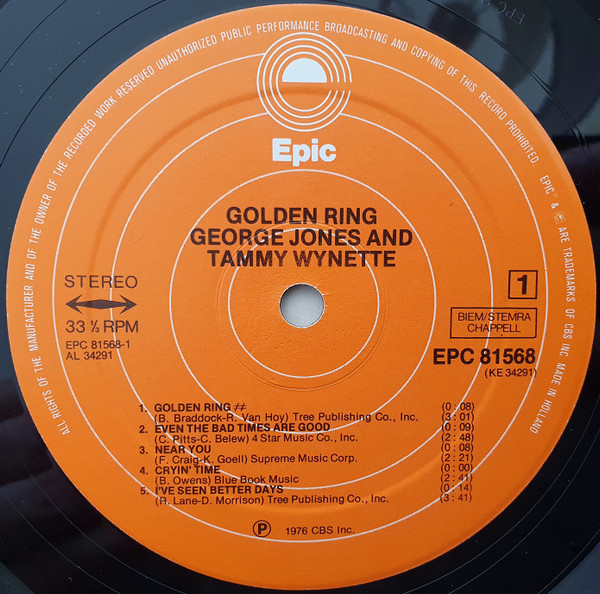 ALL RIGHTS OF THE MANUFACTURER AND OF THE OWNER OF THE RECORDED WORK RESERVED UNAUTHORIZED PUBLIC PERFORMANCE BROADCASTING AND COPYING OF THIS RECORD PROHIBITED. EPIC & ARE TRADEMARKS OF CBS INC. MADE IN HOLLAND
Epic
GOLDEN RING
GEORGE JONES AND
TAMMY WYNETTE
STEREO
33 ⅓ RPM
EPC 81568-1
AL 34291
1
BIEM/STEMRA
CHAPPELL
EPC 81568
(KE 34291)
1. GOLDEN RING ⧣ (0 : 08)
(B. Braddock-R. Van Hoy) Tree Publishing Co., Inc. (3 : 01)
2. EVEN THE BAD TIMES ARE GOOD (0 : 09)
(C. Pitts-C. Belew) 4 Star Music Co., Inc. (2 : 48)
3. NEAR YOU (0 : 08)
(F. Craig-K. Goell) Supreme Music Corp. (2 : 21)
4. CRYIN' TIME (0 : 00)
(B. Owens) Blue Book Music (2 : 41)
5. I'VE SEEN BETTER DAYS (0 : 14)
(R. Lane-D. Morrison) Tree Publishing Co., Inc. (3 : 41)
℗ 1976 CBS Inc.